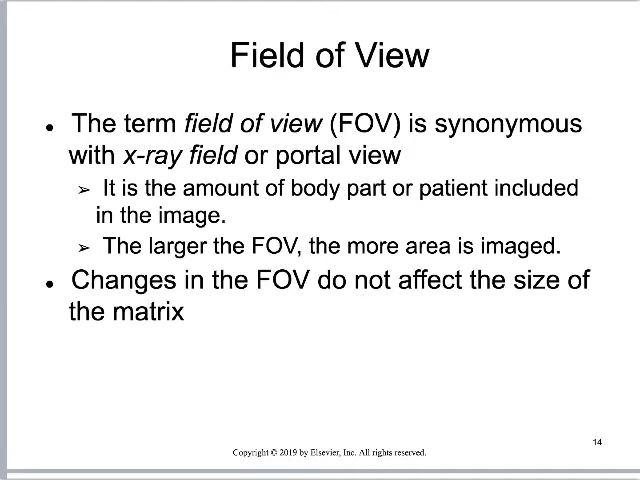 Field of View
● The term field of view (FOV) is synonymous
with x-ray field or portal view
➢ It is the amount of body part or patient included
in the image.
➢ The larger the FOV, the more area is imaged.
● Changes in the FOV do not affect the size of
the matrix
14
Copyright © 2019 by Elsevier, Inc. All rights reserved.